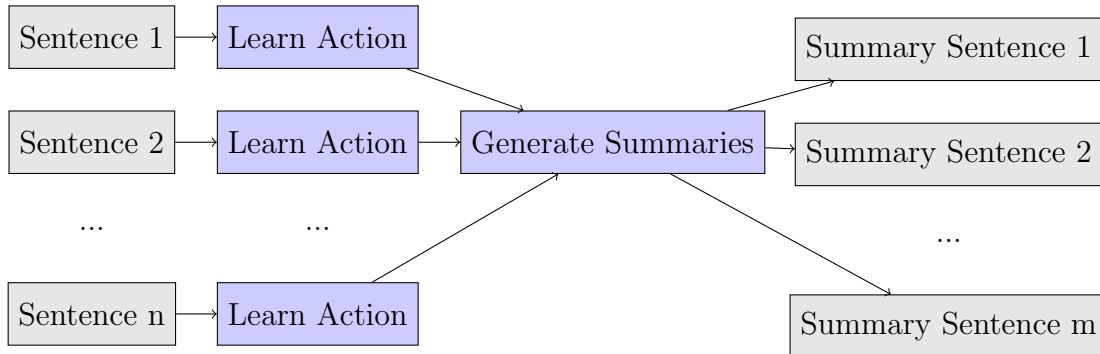 Sentence 1
Learn Action
Summary Sentence 1
Sentence 2
Learn Action
Generate Summaries
Summary Sentence 2
...
...
...
Sentence n
Learn Action
Summary Sentence m